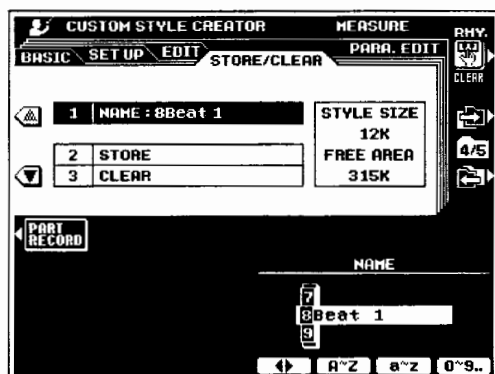 CUSTOM STYLE CREATOR MEASURE RHY.
BASIC SET UP EDIT STORE/CLEAR PARA. EDIT
CLEAR
1 NAME : 8Beat 1
2 STORE
3 CLEAR
STYLE SIZE
12K
FREE AREA
315K
4/5
PART
RECORD
NAME
7
8Beat 1
9
A~Z a~z 0~9..